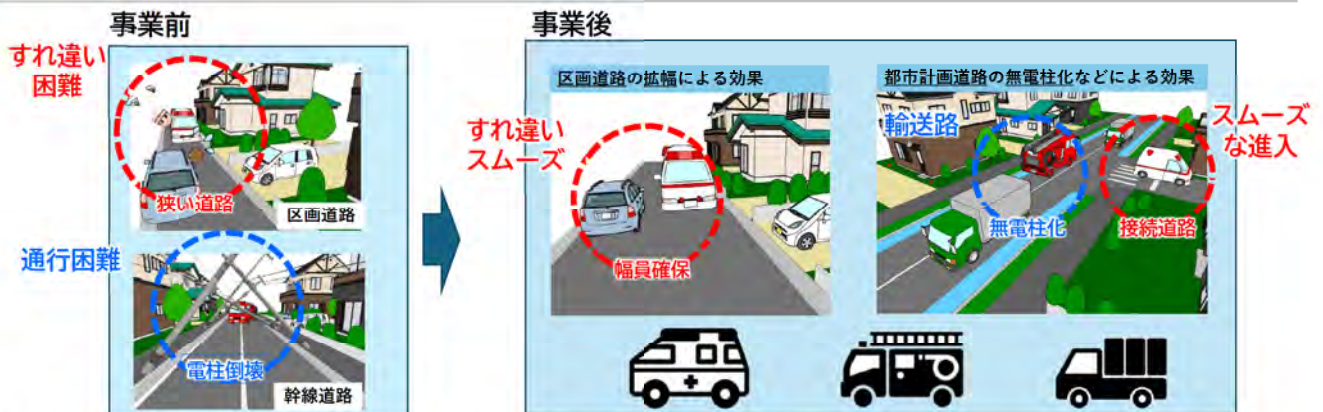 事業前
すれ違い
困難
狭い道路
区画道路
通行困難
電柱倒壊
幹線道路
事業後
区画道路の拡幅による効果
すれ違い
スムーズ
幅員確保
都市計画道路の無電柱化などによる効果
輸送路
スムーズ
な進入
無電柱化
接続道路